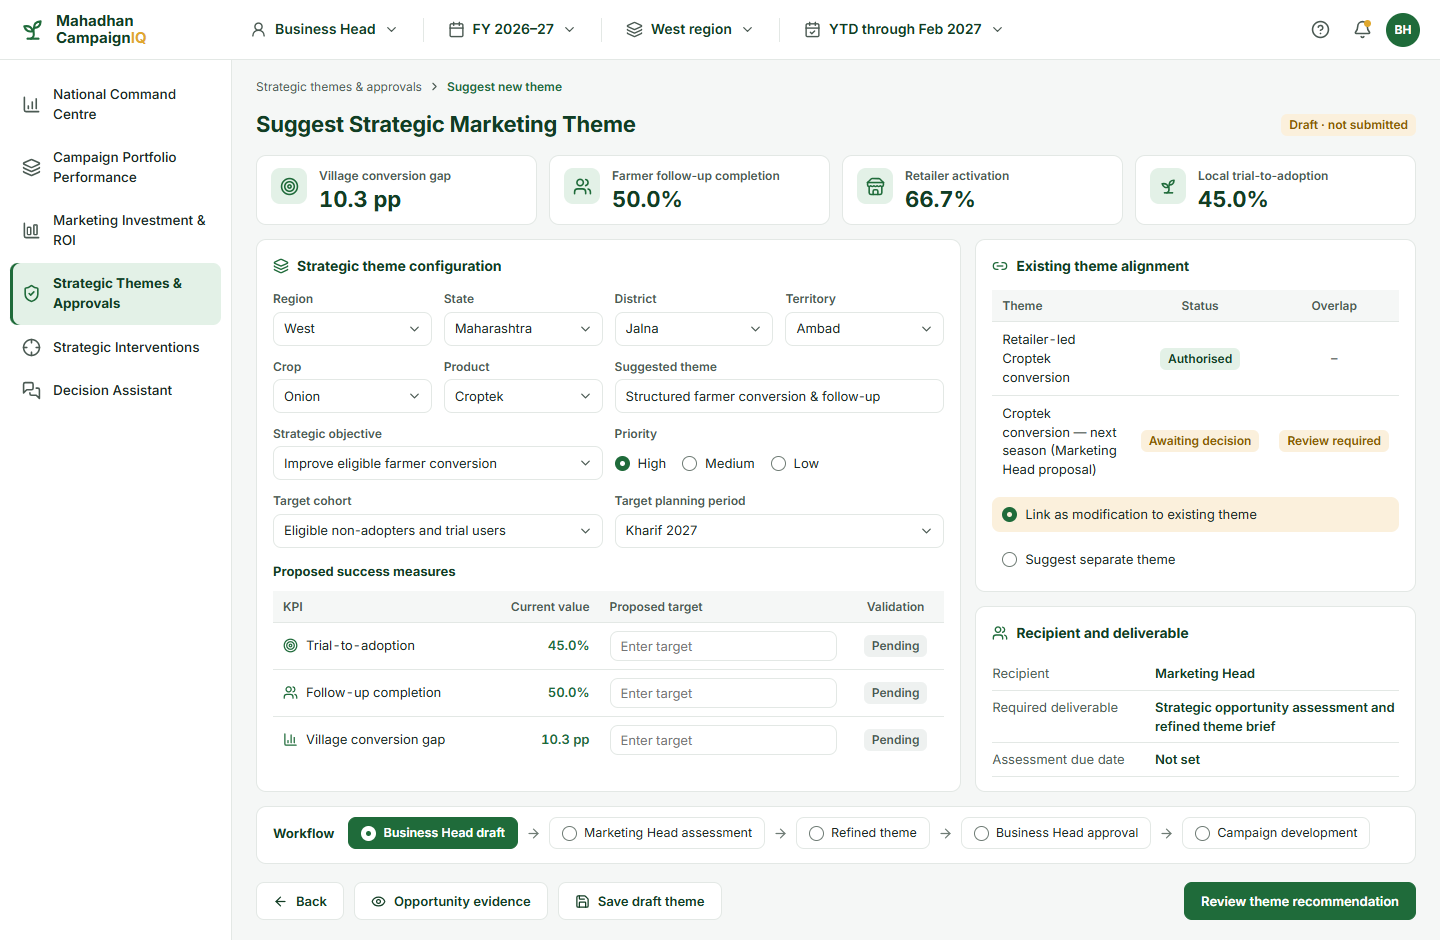 Mahadhan
CampaignIQ
Business Head
FY 2026–27
West region
YTD through Feb 2027
BH
National Command
Centre
Campaign Portfolio
Performance
Marketing Investment &
ROI
Strategic Themes &
Approvals
Strategic Interventions
Decision Assistant
Strategic themes & approvals > Suggest new theme
Suggest Strategic Marketing Theme
Draft · not submitted
Village conversion gap
10.3 pp
Farmer follow-up completion
50.0%
Retailer activation
66.7%
Local trial-to-adoption
45.0%
Strategic theme configuration
Region State District Territory
West Maharashtra Jalna Ambad
Crop Product Suggested theme
Onion Croptek Structured farmer conversion & follow-up
Strategic objective Priority
Improve eligible farmer conversion High Medium Low
Target cohort Target planning period
Eligible non-adopters and trial users Kharif 2027
Proposed success measures
KPI Current value Proposed target Validation
Trial-to-adoption 45.0% Enter target Pending
Follow-up completion 50.0% Enter target Pending
Village conversion gap 10.3 pp Enter target Pending
Existing theme alignment
Theme Status Overlap
Retailer-led
Croptek
conversion
Authorised –
Croptek
conversion — next
season (Marketing
Head proposal)
Awaiting decision Review required
Link as modification to existing theme
Suggest separate theme
Recipient and deliverable
Recipient Marketing Head
Required deliverable Strategic opportunity assessment and
refined theme brief
Assessment due date Not set
Workflow Business Head draft → Marketing Head assessment → Refined theme → Business Head approval → Campaign development
Back Opportunity evidence Save draft theme Review theme recommendation